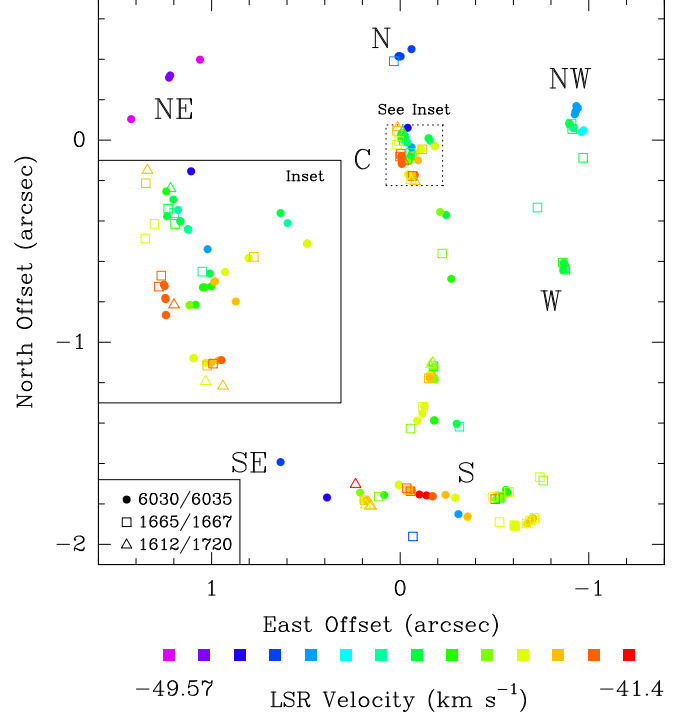 N
NE
NW
See Inset
0
C
Inset
W
North Offset (arcsec)
−1
SE
S
6030/6035
1665/1667
1612/1720
−2
1 0 −1
East Offset (arcsec)
−49.57 −41.4
LSR Velocity (km s−1)